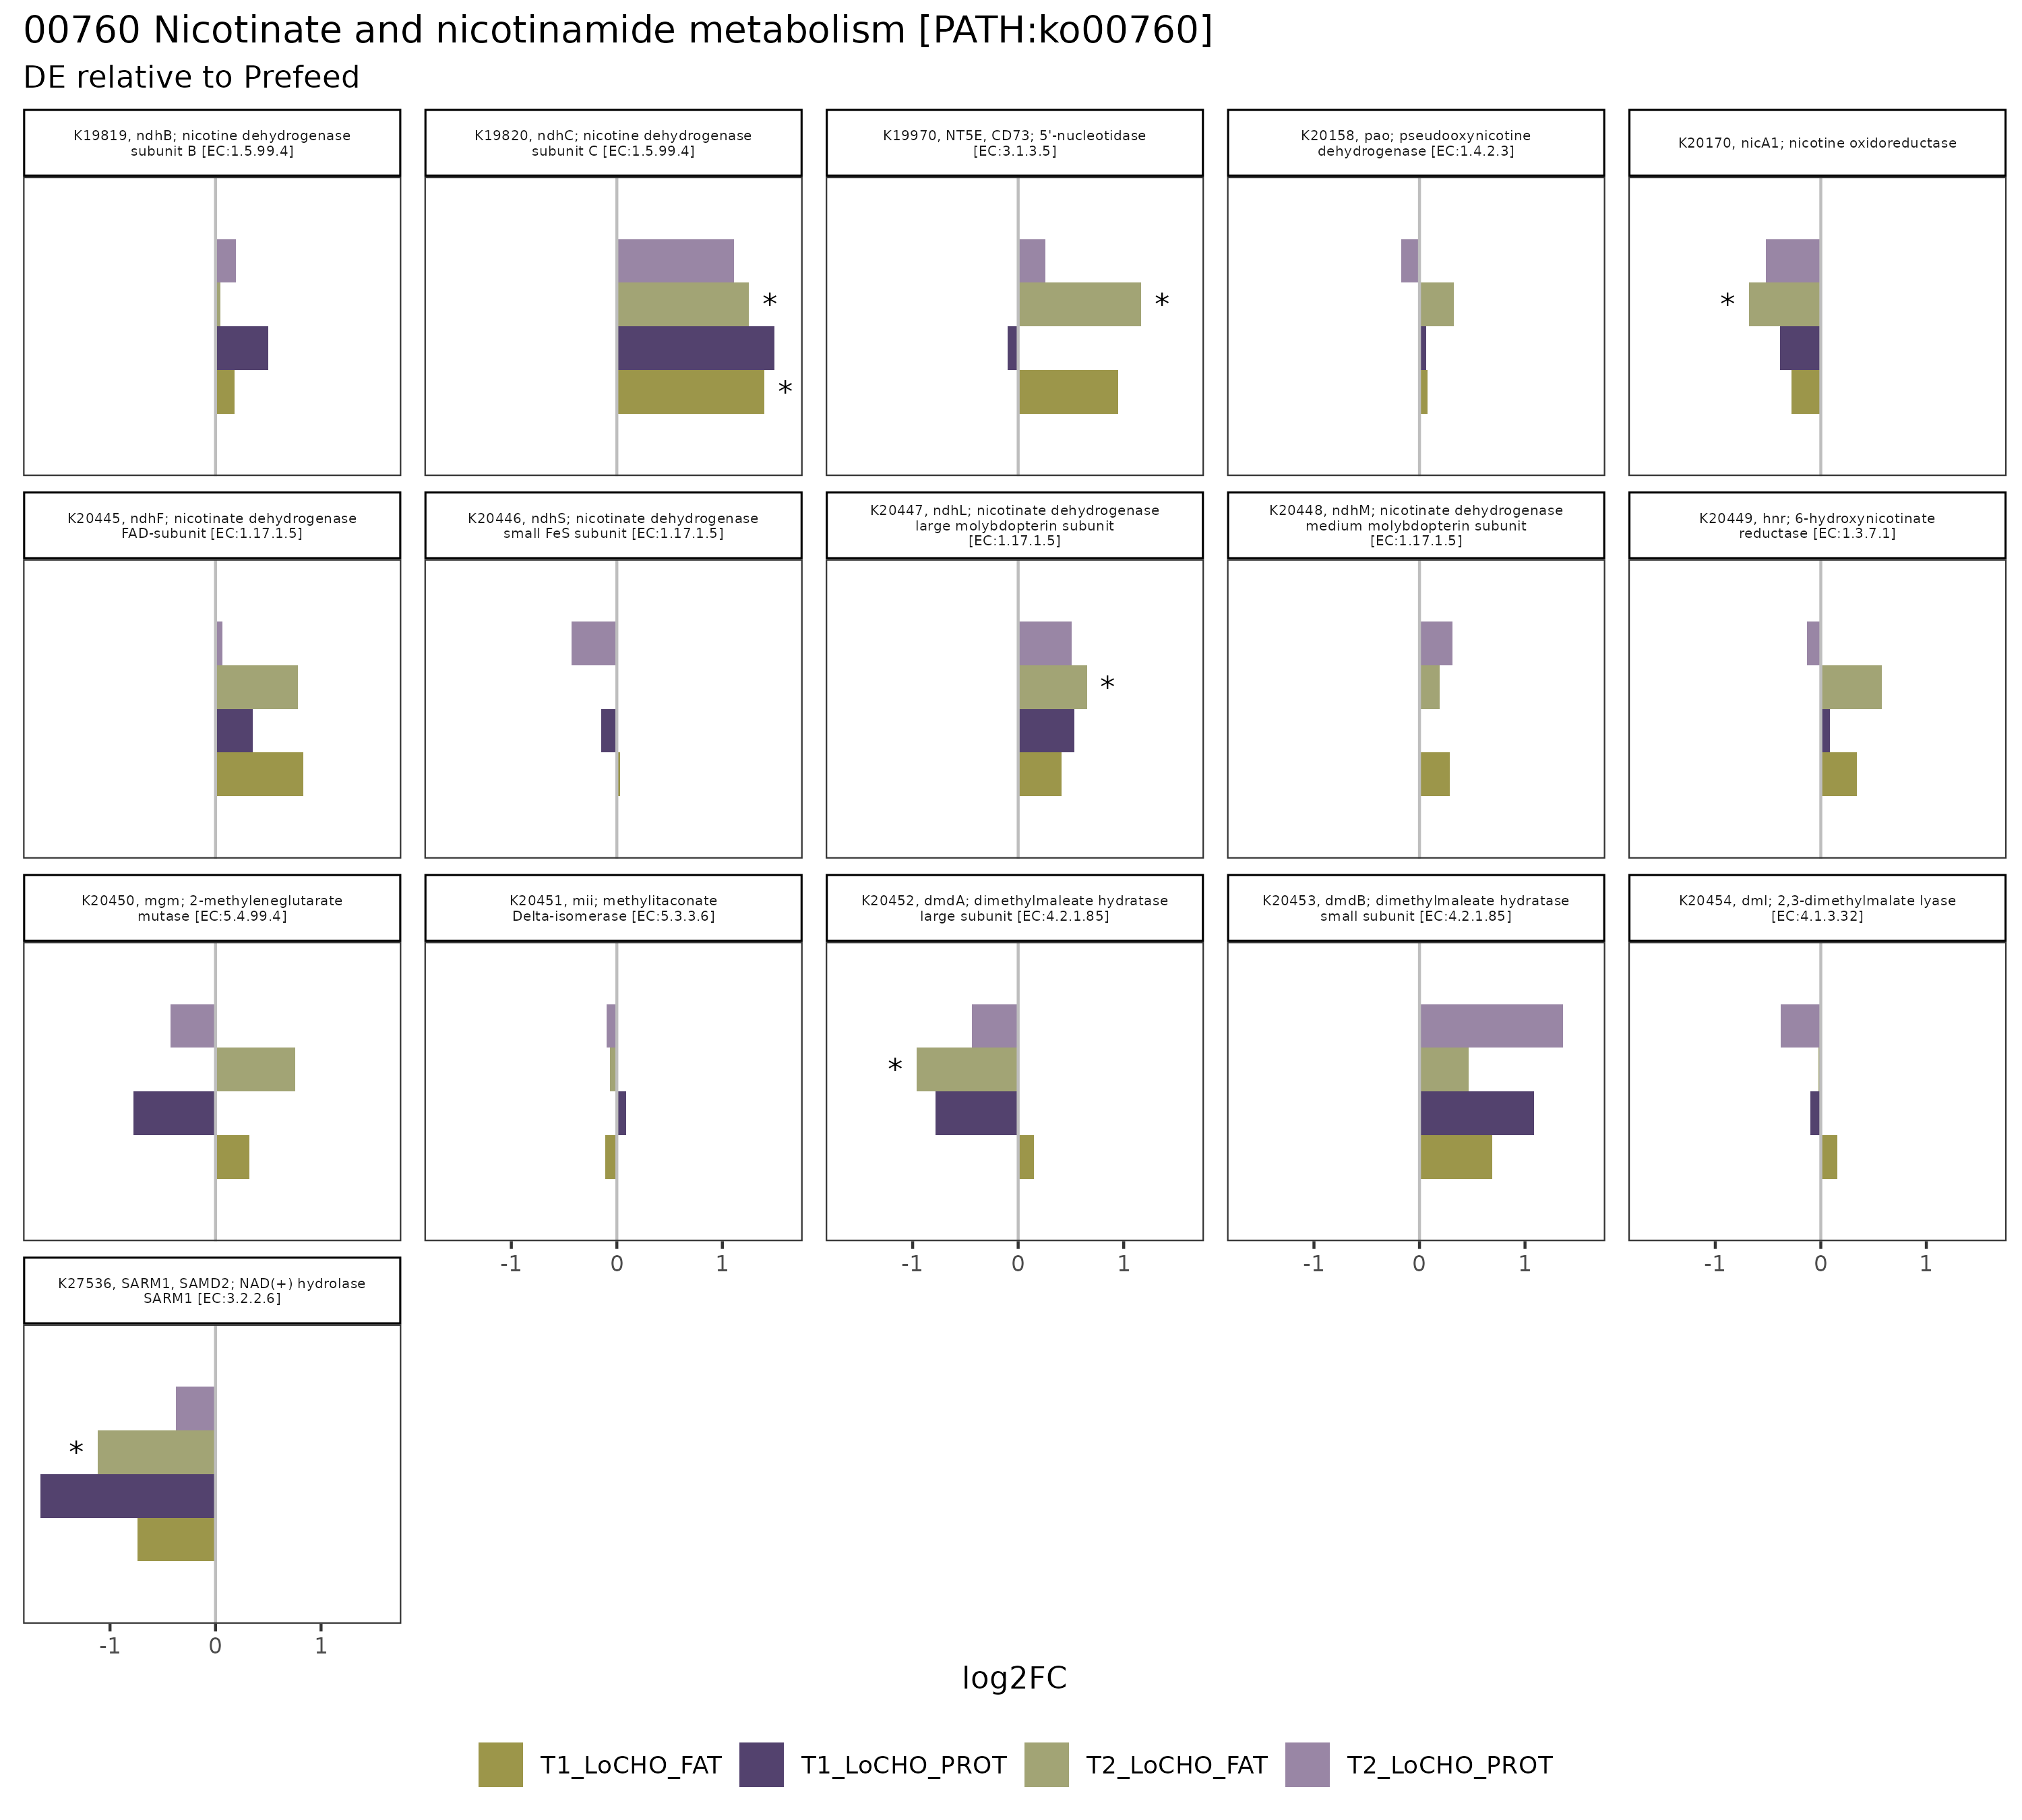 00760 Nicotinate and nicotinamide metabolism [PATH:ko00760]
DE relative to Prefeed
K19819, ndhB; nicotine dehydrogenase
subunit B [EC:1.5.99.4]
K19820, ndhC; nicotine dehydrogenase
subunit C [EC:1.5.99.4]
K19970, NT5E, CD73; 5'-nucleotidase
[EC:3.1.3.5]
K20158, pao; pseudooxynicotine
dehydrogenase [EC:1.4.2.3]
K20170, nicA1; nicotine oxidoreductase
*
*
*
*
K20445, ndhF; nicotinate dehydrogenase
FAD-subunit [EC:1.17.1.5]
K20446, ndhS; nicotinate dehydrogenase
small FeS subunit [EC:1.17.1.5]
K20447, ndhL; nicotinate dehydrogenase
large molybdopterin subunit
[EC:1.17.1.5]
K20448, ndhM; nicotinate dehydrogenase
medium molybdopterin subunit
[EC:1.17.1.5]
K20449, hnr; 6-hydroxynicotinate
reductase [EC:1.3.7.1]
*
K20450, mgm; 2-methyleneglutarate
mutase [EC:5.4.99.4]
K20451, mii; methylitaconate
Delta-isomerase [EC:5.3.3.6]
K20452, dmdA; dimethylmaleate hydratase
large subunit [EC:4.2.1.85]
K20453, dmdB; dimethylmaleate hydratase
small subunit [EC:4.2.1.85]
K20454, dml; 2,3-dimethylmalate lyase
[EC:4.1.3.32]
*
-1 0 1
-1 0 1
-1 0 1
-1 0 1
K27536, SARM1, SAMD2; NAD(+) hydrolase
SARM1 [EC:3.2.2.6]
*
-1 0 1
log2FC
T1_LoCHO_FAT T1_LoCHO_PROT T2_LoCHO_FAT T2_LoCHO_PROT